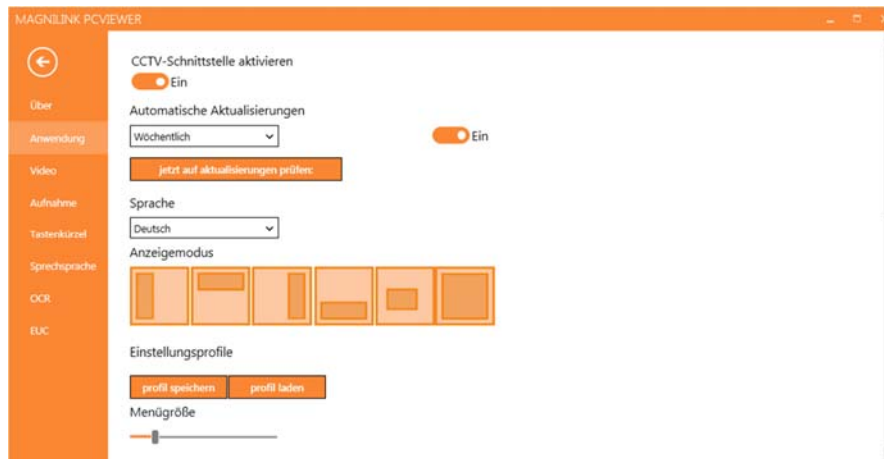 MAGNILINK PCVIEWER
Über
Anwendung
Video
Aufnahme
Tastenkürzel
Sprechsprache
OCR
EUC
CCTV-Schnittstelle aktivieren
Ein
Automatische Aktualisierungen
Wöchentlich
Ein
jetzt auf aktualisierungen prüfen:
Sprache
Deutsch
Anzeigemodus
Einstellungsprofile
profil speichern profil laden
Menügröße